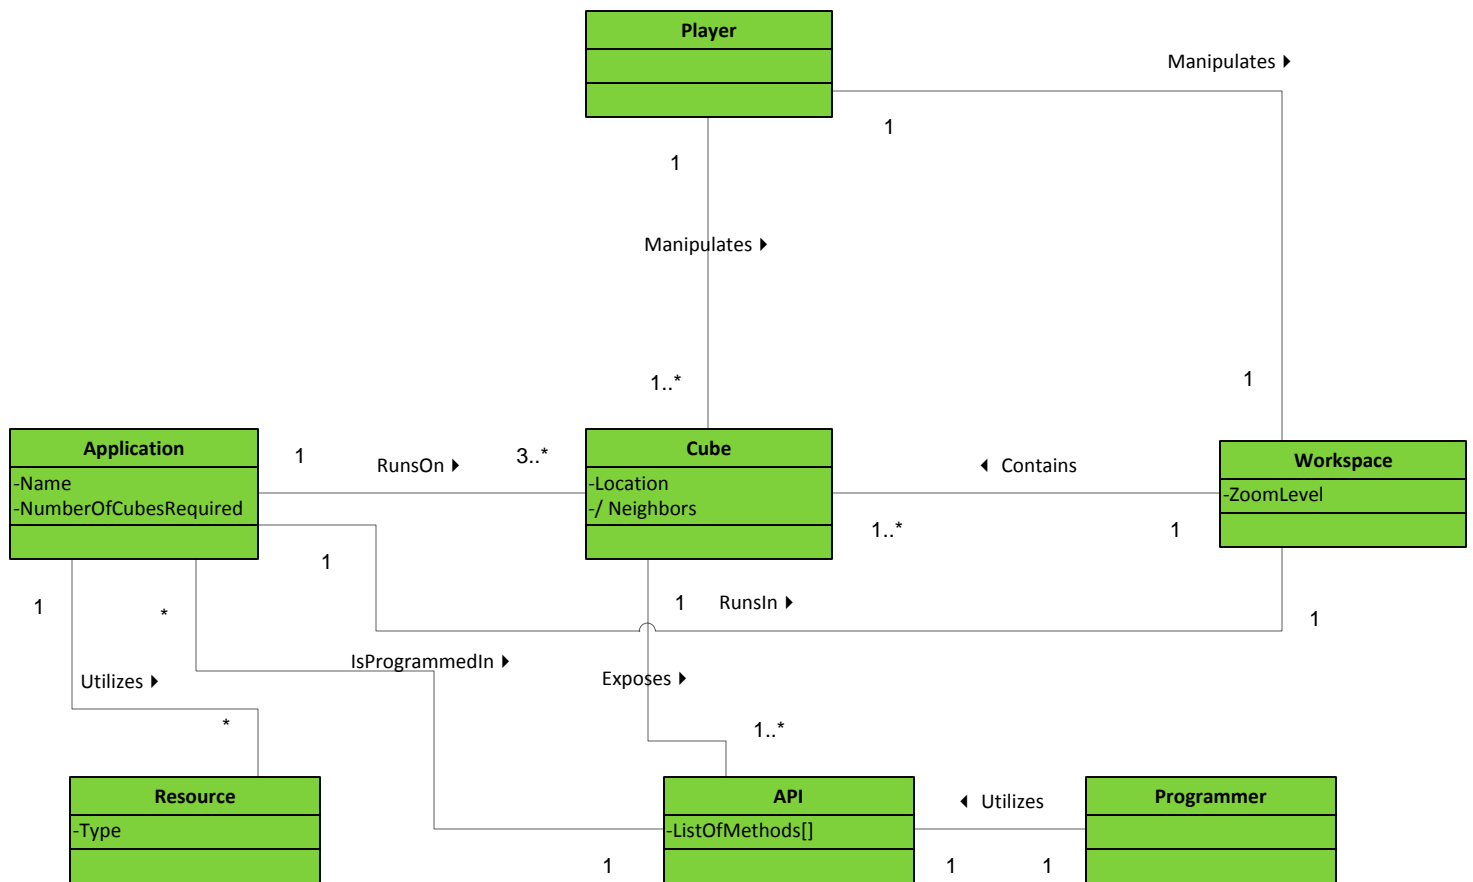 Player
Manipulates ▶
1
1
Manipulates ▶
1..*
1
Application
-Name
-NumberOfCubesRequired
1
RunsOn ▶
3..*
Cube
-Location
-/ Neighbors
◀ Contains
1..*
1
Workspace
-ZoomLevel
1
1
*
1
RunsIn ▶
1
IsProgrammedIn ▶
Utilizes ▶
Exposes ▶
*
1..*
Resource
-Type
API
-ListOfMethods[]
◀ Utilizes
Programmer
1
1
1